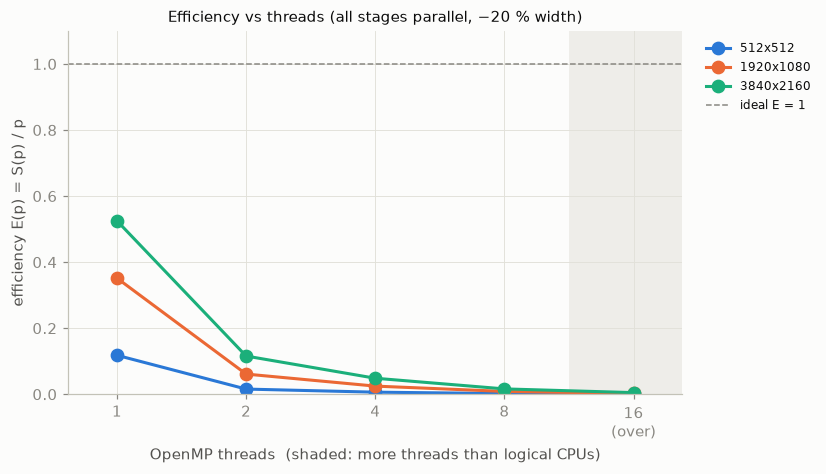 Efficiency vs threads (all stages parallel, −20 % width)
efficiency E(p) = S(p) / p
1.0
0.8
0.6
0.4
0.2
0.0
1
2
4
8
16
(over)
OpenMP threads  (shaded: more threads than logical CPUs)
512x512
1920x1080
3840x2160
ideal E = 1